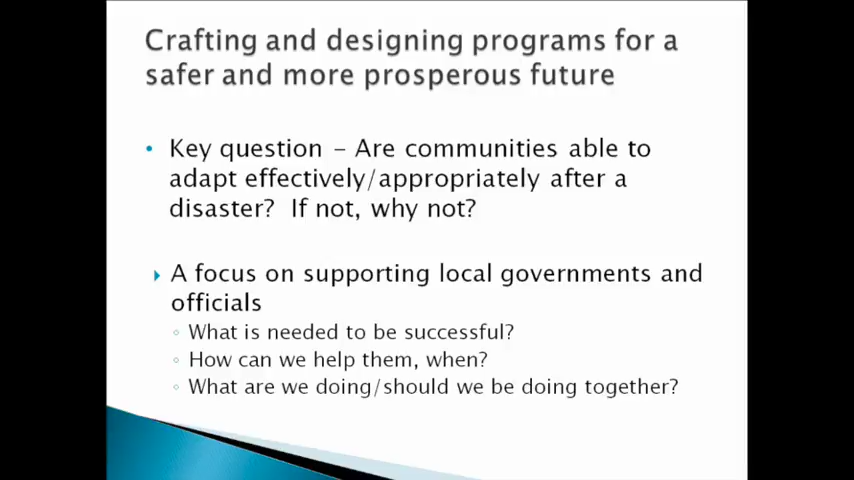 Crafting and designing programs for a
safer and more prosperous future
• Key question – Are communities able to
adapt effectively/appropriately after a
disaster?  If not, why not?
A focus on supporting local governments and
officials
◦ What is needed to be successful?
◦ How can we help them, when?
◦ What are we doing/should we be doing together?